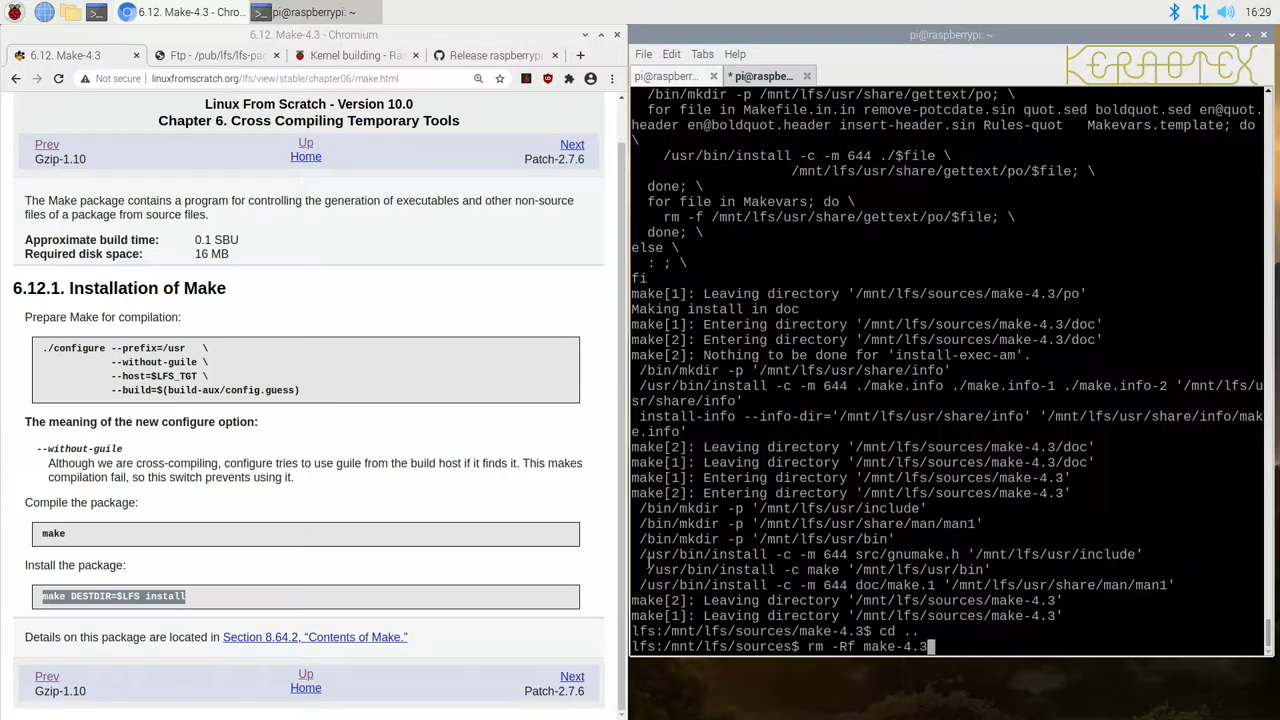 6.12. Make-4.3 - Chro...
pi@raspberrypi: ~
16:29
6.12. Make-4.3 - Chromium
pi@raspberrypi: ~
6.12. Make-4.3
Ftp - /pub/lfs/lfs-pa
Kernel building - Ras
Release raspberrypi
File Edit Tabs Help
Not secure
linuxfromscratch.org/lfs/view/stable/chapter06/make.html
pi@raspberr...
* pi@raspbe...
KERAOTEX
Linux From Scratch - Version 10.0
Chapter 6. Cross Compiling Temporary Tools
Prev
Up
Next
Gzip-1.10
Home
Patch-2.7.6
The Make package contains a program for controlling the generation of executables and other non-source
files of a package from source files.
Approximate build time: 0.1 SBU
Required disk space: 16 MB
6.12.1. Installation of Make
Prepare Make for compilation:
./configure --prefix=/usr \
--without-guile \
--host=$LFS_TGT \
--build=$(build-aux/config.guess)
The meaning of the new configure option:
--without-guile
Although we are cross-compiling, configure tries to use guile from the build host if it finds it. This makes
compilation fail, so this switch prevents using it.
Compile the package:
make
Install the package:
make DESTDIR=$LFS install
Details on this package are located in Section 8.64.2, “Contents of Make.”
Prev
Up
Next
Gzip-1.10
Home
Patch-2.7.6
/bin/mkdir -p /mnt/lfs/usr/share/gettext/po; \
for file in Makefile.in.in remove-potcdate.sin quot.sed boldquot.sed en@quot.
header en@boldquot.header insert-header.sin Rules-quot Makevars.template; do
\
/usr/bin/install -c -m 644 ./$file \
/mnt/lfs/usr/share/gettext/po/$file; \
done; \
for file in Makevars; do \
rm -f /mnt/lfs/usr/share/gettext/po/$file; \
done; \
else \
: ; \
fi
make[1]: Leaving directory '/mnt/lfs/sources/make-4.3/po'
Making install in doc
make[1]: Entering directory '/mnt/lfs/sources/make-4.3/doc'
make[2]: Entering directory '/mnt/lfs/sources/make-4.3/doc'
make[2]: Nothing to be done for 'install-exec-am'.
/bin/mkdir -p '/mnt/lfs/usr/share/info'
/usr/bin/install -c -m 644 ./make.info ./make.info-1 ./make.info-2 '/mnt/lfs/u
sr/share/info'
install-info --info-dir='/mnt/lfs/usr/share/info' '/mnt/lfs/usr/share/info/mak
e.info'
make[2]: Leaving directory '/mnt/lfs/sources/make-4.3/doc'
make[1]: Leaving directory '/mnt/lfs/sources/make-4.3/doc'
make[1]: Entering directory '/mnt/lfs/sources/make-4.3'
make[2]: Entering directory '/mnt/lfs/sources/make-4.3'
/bin/mkdir -p '/mnt/lfs/usr/include'
/bin/mkdir -p '/mnt/lfs/usr/share/man/man1'
/bin/mkdir -p '/mnt/lfs/usr/bin'
/usr/bin/install -c -m 644 src/gnumake.h '/mnt/lfs/usr/include'
/usr/bin/install -c make '/mnt/lfs/usr/bin'
/usr/bin/install -c -m 644 doc/make.1 '/mnt/lfs/usr/share/man/man1'
make[2]: Leaving directory '/mnt/lfs/sources/make-4.3'
make[1]: Leaving directory '/mnt/lfs/sources/make-4.3'
lfs:/mnt/lfs/sources/make-4.3$ cd ..
lfs:/mnt/lfs/sources$ rm -Rf make-4.3